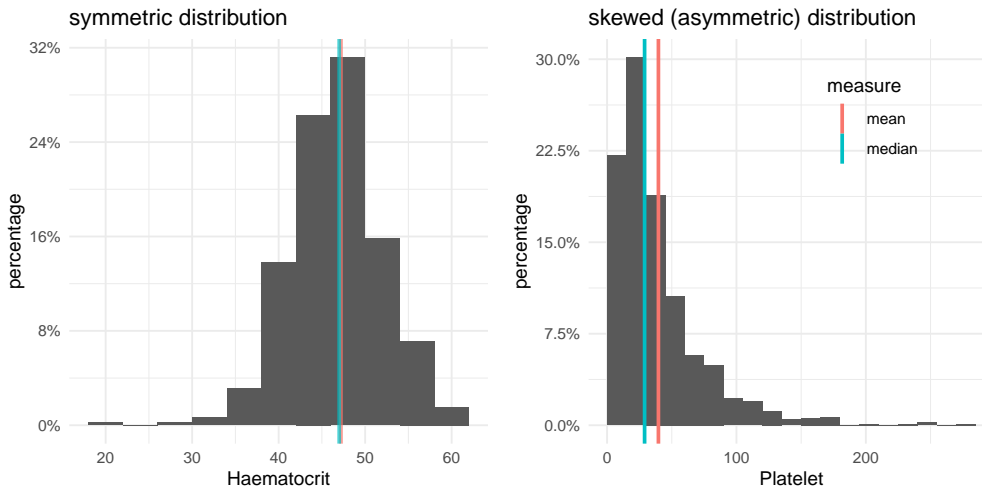 symmetric distribution
32%
24%
16%
8%
0%
percentage
20
30
40
50
60
Haematocrit
skewed (asymmetric) distribution
30.0%
22.5%
15.0%
7.5%
0.0%
percentage
measure
mean
median
0
100
200
Platelet